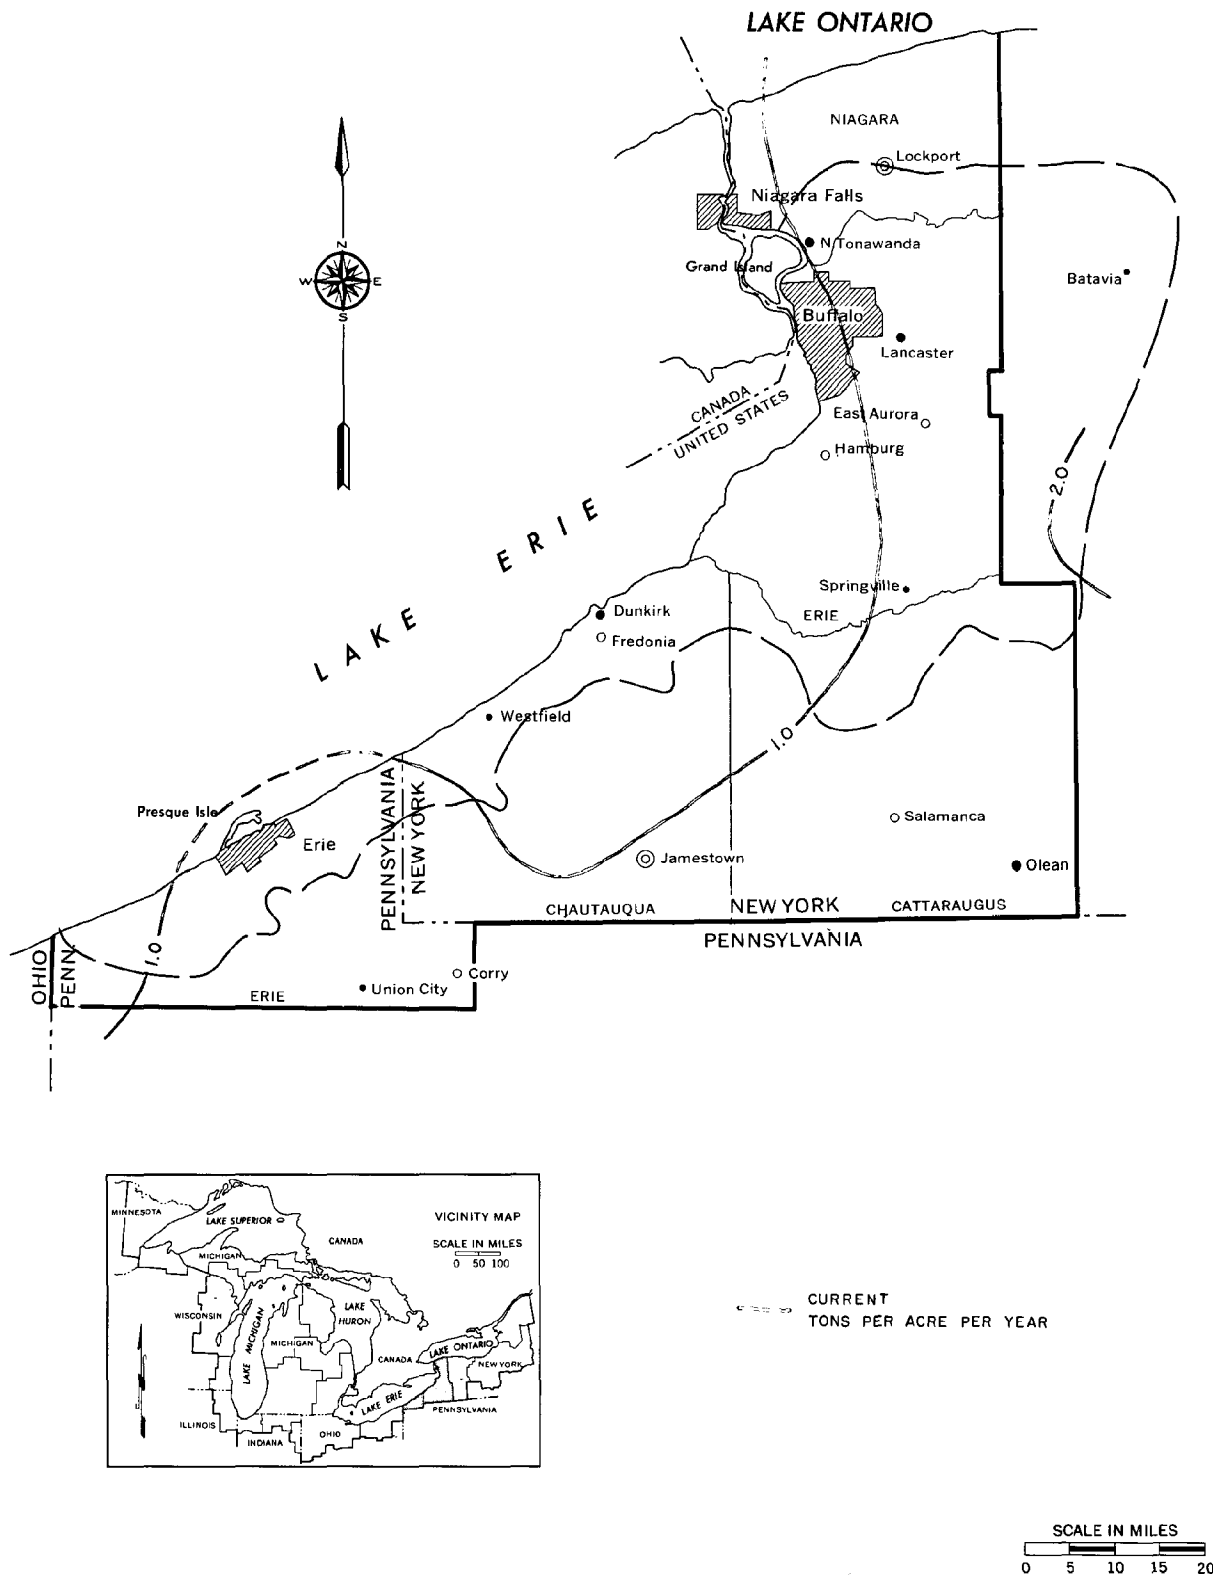 LAKE ONTARIO
NIAGARA
Lockport
Niagara Falls
N Tonawanda
Grand Island
Batavia
Buffalo
Lancaster
CANADA
UNITED STATES
East Aurora
Hamburg
2.0
N
W E
S
LAKE ERIE
Springville
ERIE
Dunkirk
Fredonia
Westfield
1.0
Presque Isle
Erie
PENNSYLVANIA
NEW YORK
Salamanca
Jamestown
Olean
CHAUTAUQUA
NEW YORK
CATTARAUGUS
PENNSYLVANIA
1.0
OHIO
PENN.
Corry
Union City
ERIE
VICINITY MAP
SCALE IN MILES
0 50 100
MINNESOTA
LAKE SUPERIOR
CANADA
MICHIGAN
WISCONSIN
LAKE MICHIGAN
LAKE
HURON
MICHIGAN
CANADA
LAKE ONTARIO
NEW YORK
LAKE ERIE
PENNSYLVANIA
ILLINOIS
INDIANA
OHIO
CURRENT
TONS PER ACRE PER YEAR
SCALE IN MILES
0 5 10 15 20